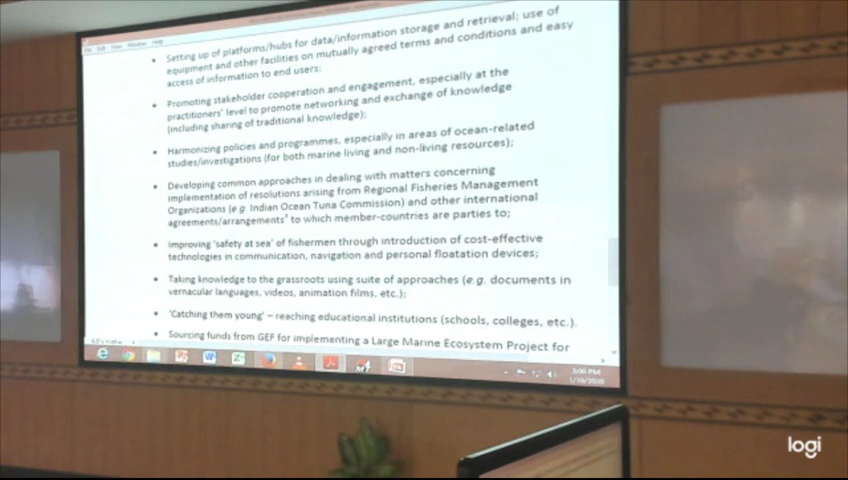 • Setting up of platforms/hubs for data/information storage and retrieval; use of
equipment and other facilities on mutually agreed terms and conditions and easy
access of information to end users;
• Promoting stakeholder cooperation and engagement, especially at the
practitioners' level to promote networking and exchange of knowledge
(including sharing of traditional knowledge);
• Harmonizing policies and programmes, especially in areas of ocean-related
studies/investigations (for both marine living and non-living resources);
• Developing common approaches in dealing with matters concerning
implementation of resolutions arising from Regional Fisheries Management
Organizations (e.g. Indian Ocean Tuna Commission) and other international
agreements/arrangements to which member-countries are parties to;
• Improving 'safety at sea' of fishermen through introduction of cost-effective
technologies in communication, navigation and personal floatation devices;
• Taking knowledge to the grassroots using suite of approaches (e.g. documents in
vernacular languages, videos, animation films, etc.);
• 'Catching them young' – reaching educational institutions (schools, colleges, etc.).
• Sourcing funds from GEF for implementing a Large Marine Ecosystem Project for
5:06 PM
1/10/2020
logi